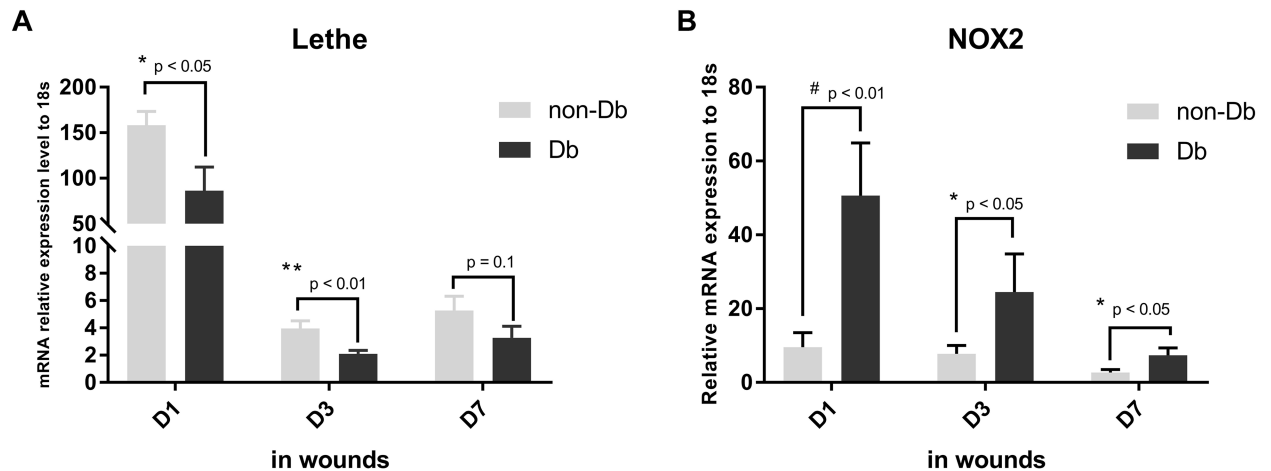 A
Lethe
mRNA relative expression level to 18s
200
150
100
50
10
8
6
4
2
0
* p < 0.05
** p < 0.01
p = 0.1
non-Db
Db
D1
D3
D7
in wounds
B
NOX2
Relative mRNA expression to 18s
80
60
40
20
0
# p < 0.01
* p < 0.05
* p < 0.05
non-Db
Db
D1
D3
D7
in wounds